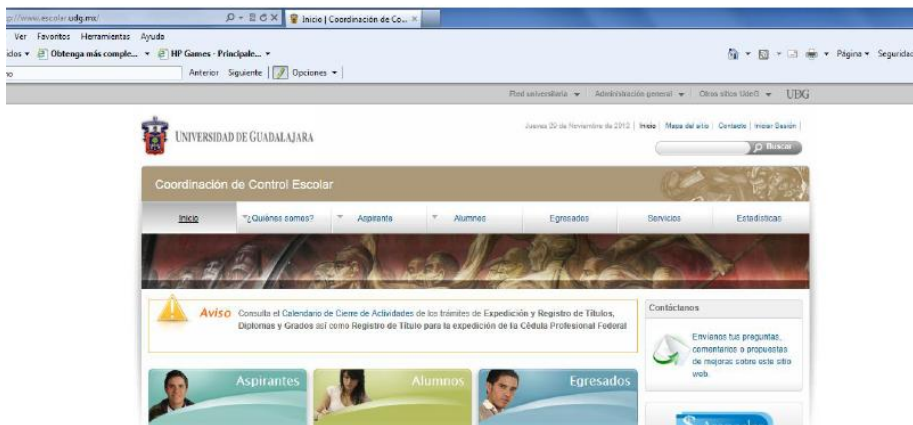 ://www.escolar.udg.mx/
Inicio | Coordinación de Co...
Ver Favoritos Herramientas Ayuda
Obtenga más comple... HP Games - Principale...
Página Seguridad
Anterior Siguiente Opciones
Red universitaria Administración general Otros sitios UdeG UDG
UNIVERSIDAD DE GUADALAJARA
Jueves 29 de Noviembre de 2012 | Inicio | Mapa del sitio | Contacto | Iniciar Sesión |
Buscar
Coordinación de Control Escolar
Inicio ¿Quiénes somos? Aspirante Alumnos Egresados Servicios Estadísticas
Aviso
Consulta el Calendario de Cierre de Actividades de los trámites de Expedición y Registro de Títulos,
Diplomas y Grados así como Registro de Título para la expedición de la Cédula Profesional Federal
Contáctanos
Envíanos tus preguntas,
comentarios o propuestas
de mejoras sobre este sitio
web.
Aspirantes Alumnos Egresados